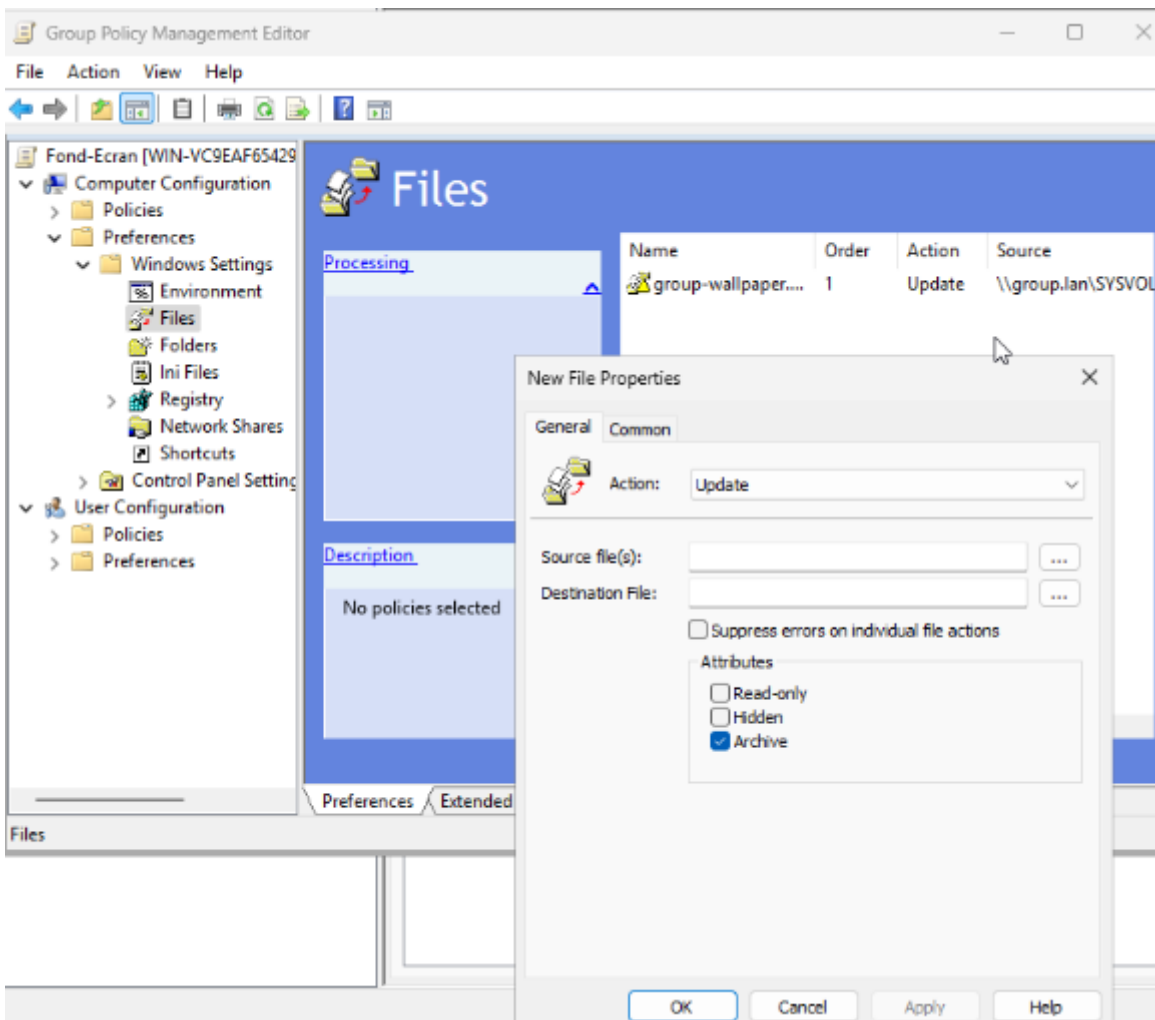 Group Policy Management Editor
File Action View Help
Fond-Ecran [WIN-VC9EAF65429
Computer Configuration
Policies
Preferences
Windows Settings
Environment
Files
Folders
Ini Files
Registry
Network Shares
Shortcuts
Control Panel Setting
User Configuration
Policies
Preferences
Files
Processing
Description
No policies selected
Name Order Action Source
group-wallpaper.... 1 Update \\group.lan\SYSVOL
Preferences Extended
Files
New File Properties
General Common
Action: Update
Source file(s): ...
Destination File: ...
Suppress errors on individual file actions
Attributes
Read-only
Hidden
Archive
OK Cancel Apply Help